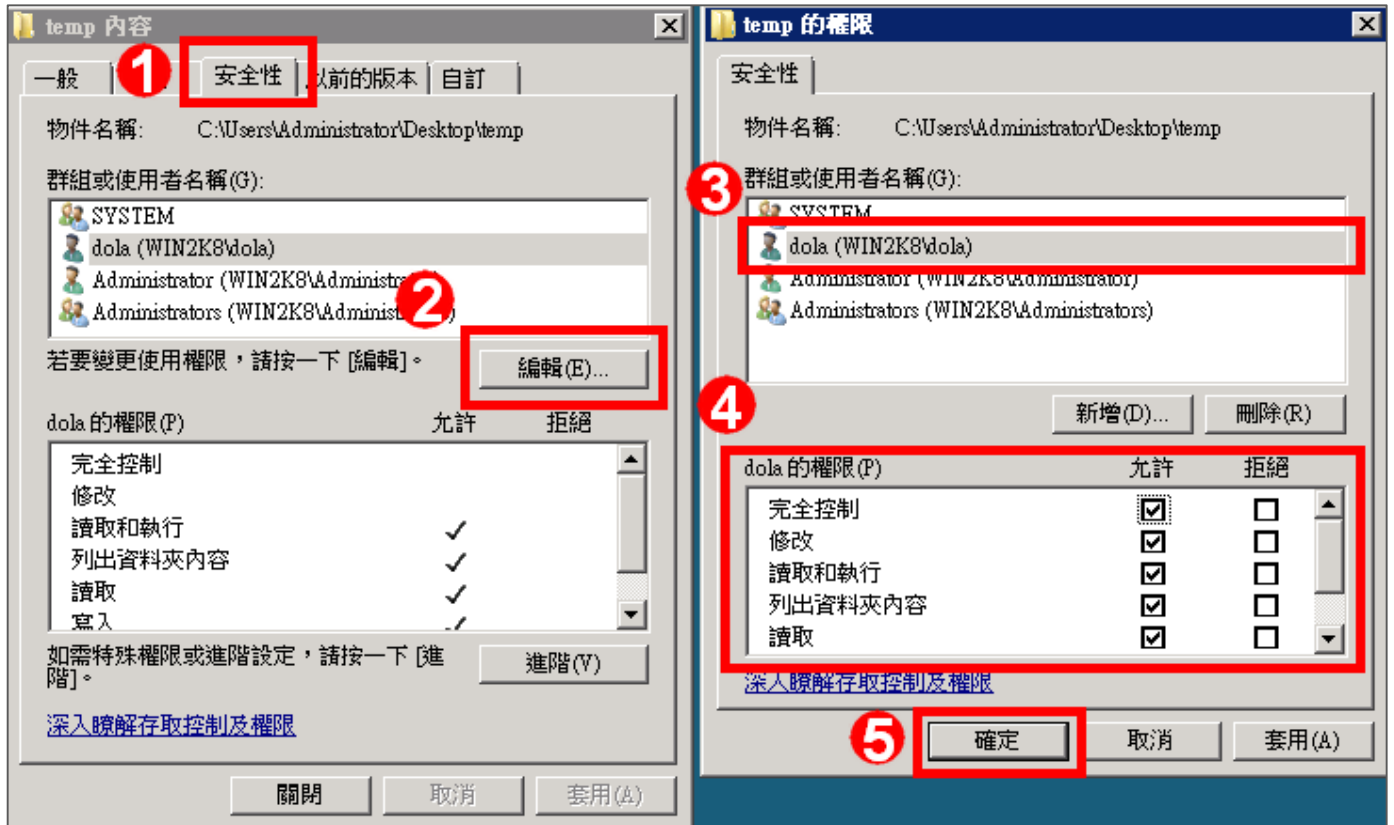 temp 內容
1
一般
安全性
以前的版本
自訂
物件名稱: C:\Users\Administrator\Desktop\temp
群組或使用者名稱(G):
SYSTEM
dola (WIN2K8\dola)
Administrator (WIN2K8\Administrator)
2
Administrators (WIN2K8\Administrators)
若要變更使用權限，請按一下 [編輯]。
編輯(E)...
dola 的權限(P) 允許 拒絕
完全控制
修改
讀取和執行
列出資料夾內容
讀取
寫入
如需特殊權限或進階設定，請按一下 [進
階]。
進階(V)
深入瞭解存取控制及權限
關閉 取消 套用(A)
temp 的權限
安全性
物件名稱: C:\Users\Administrator\Desktop\temp
3
群組或使用者名稱(G):
SYSTEM
dola (WIN2K8\dola)
Administrator (WIN2K8\Administrator)
Administrators (WIN2K8\Administrators)
4
新增(D)... 刪除(R)
dola 的權限(P) 允許 拒絕
完全控制
修改
讀取和執行
列出資料夾內容
讀取
深入瞭解存取控制及權限
5
確定 取消 套用(A)